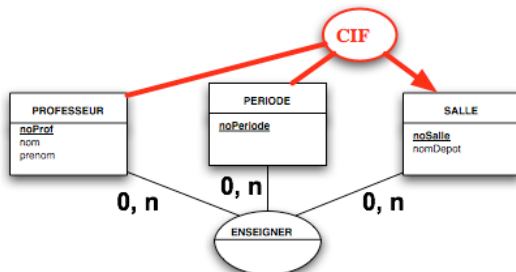 CIF
PROFESSEUR
noProf
nom
prenom
PERIODE
noPeriode
SALLE
noSalle
nomDepot
0, n
0, n
0, n
ENSEIGNER